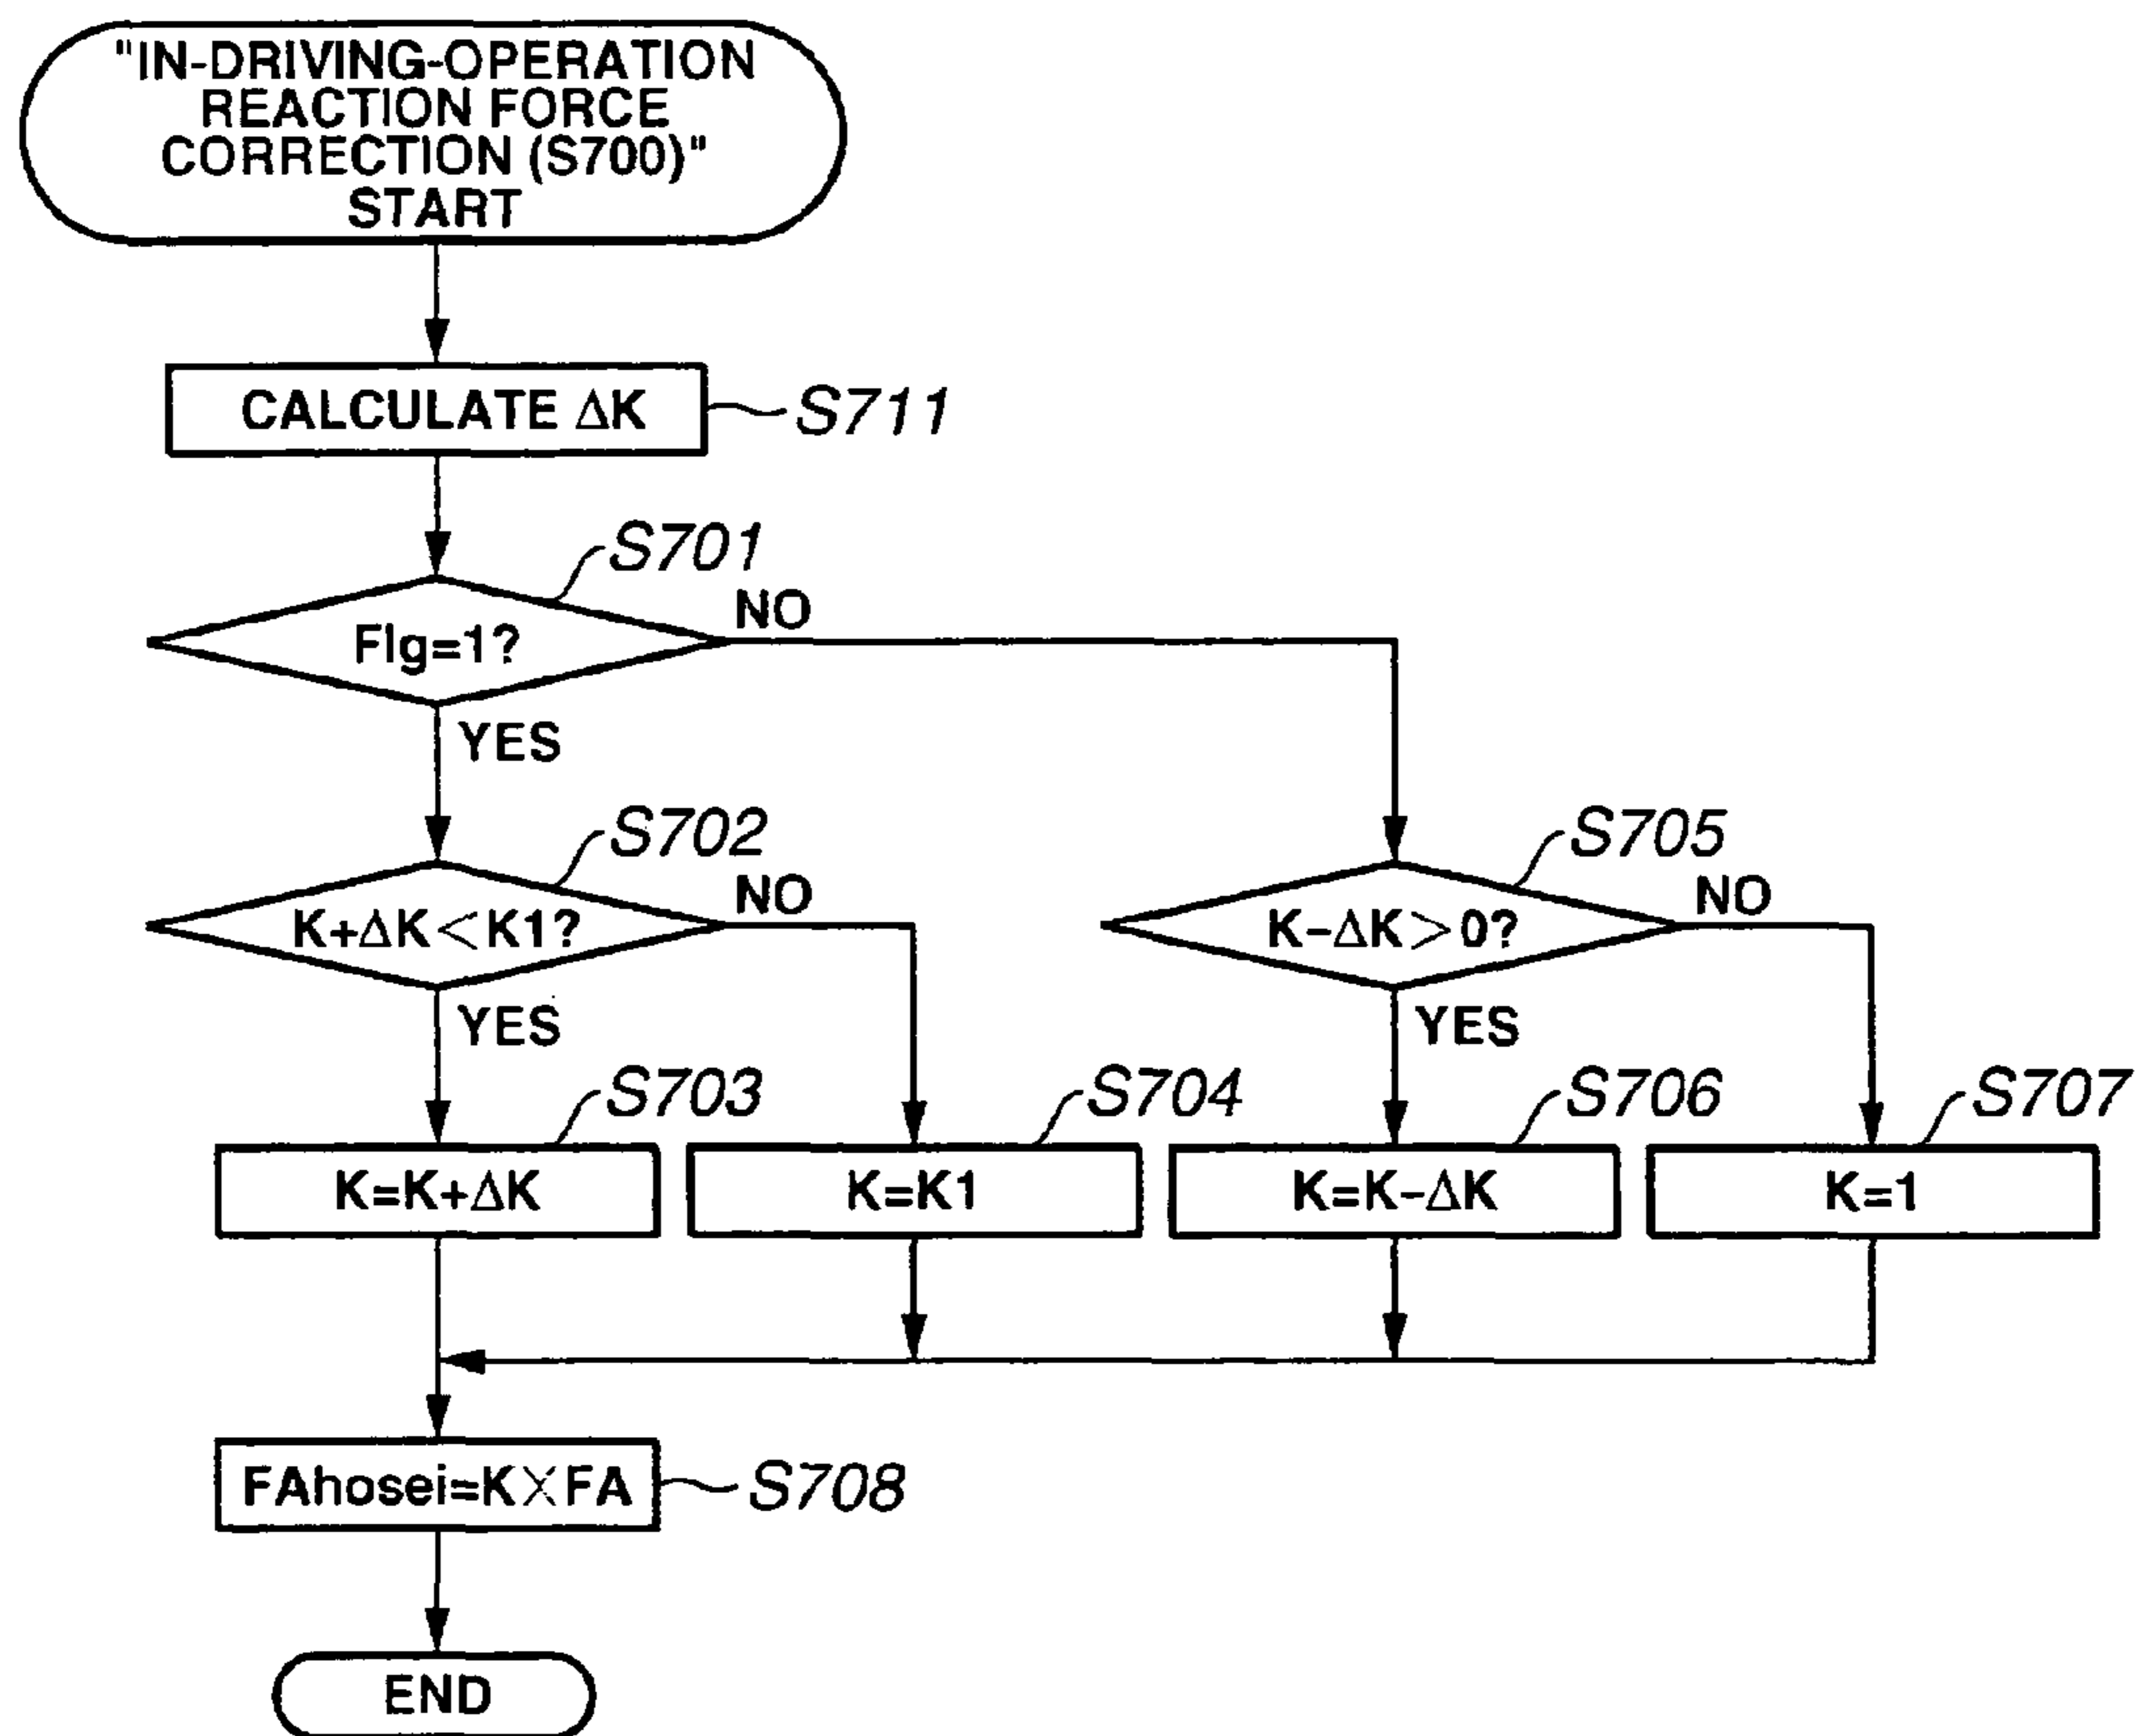 "IN-DRIVING-OPERATION
REACTION FORCE
CORRECTION (S700)"
START
CALCULATE ΔK
S711
S701
Flg=1?
NO
YES
S702
K+ΔK<K1?
NO
YES
S705
K-ΔK>0?
NO
YES
S703
K=K+ΔK
S704
K=K1
S706
K=K-ΔK
S707
K=1
FAhosei=K×FA
S708
END